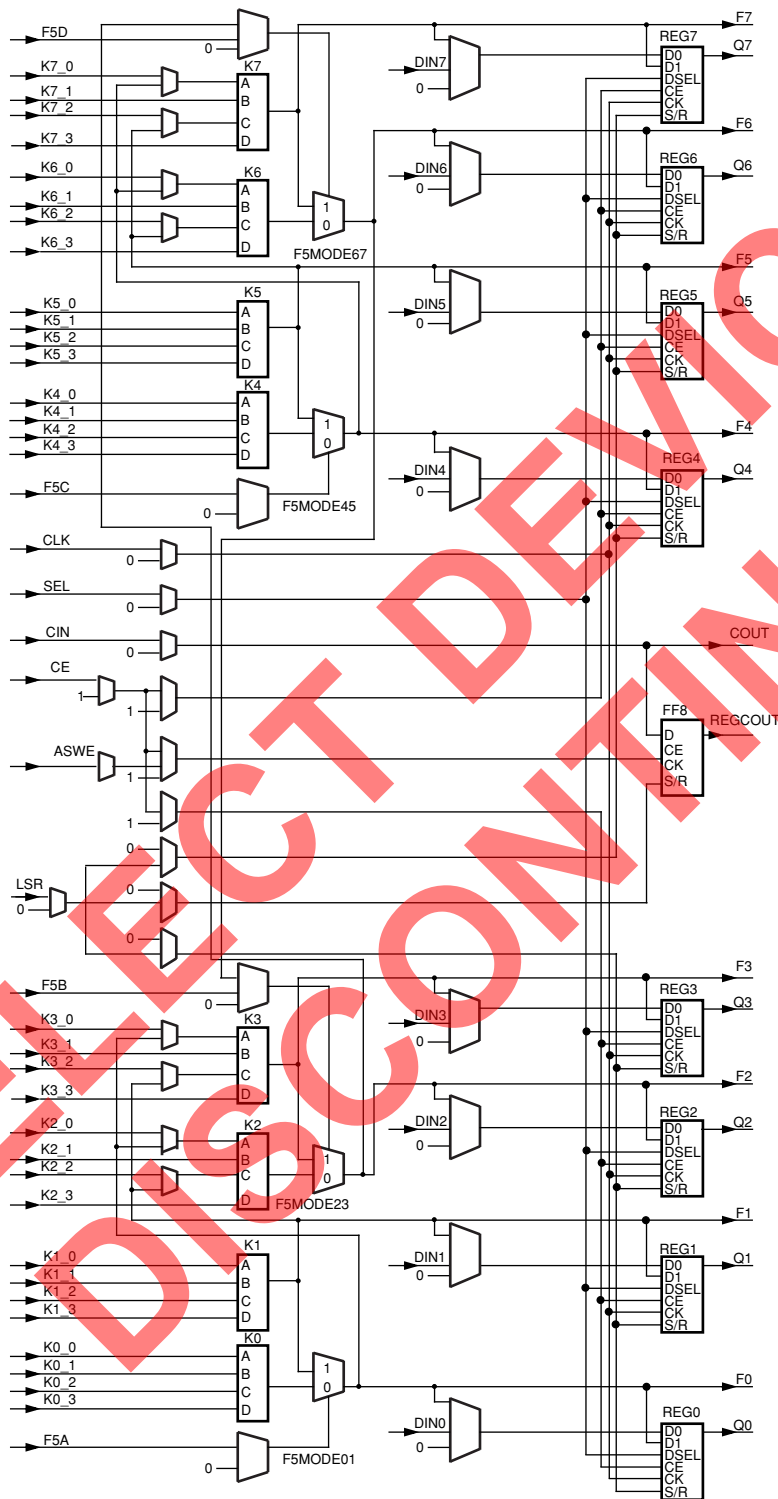 F7
F5D
REG7
0
K7
DIN7
D0
Q7
K7_0
A
D1
DSEL
K7_1
B
0
CE
K7_2
C
CK
S/R
K7_3
D
F6
K6_0
K6
REG6
A
DIN6
D0
Q6
K6_1
B
0
D1
DSEL
K6_2
C
1
CE
CK
K6_3
D
0
S/R
F5MODE67
F5
K5
REG5
K5_0
A
DIN5
D0
Q5
K5_1
B
0
D1
DSEL
K5_2
C
CE
K5_3
D
CK
S/R
K4
K4_0
A
K4_1
B
1
F4
K4_2
C
0
REG4
K4_3
D
DIN4
D0
Q4
F5C
0
D1
DSEL
0
F5MODE45
CE
CK
S/R
CLK
0
SEL
0
CIN
COUT
0
CE
1
1
FF8
REGCOUT
D
ASWE
CE
CK
1
S/R
1
0
LSR
0
0
0
F3
F5B
REG3
0
K3_0
K3
DIN3
D0
Q3
A
D1
K3_1
B
0
DSEL
K3_2
C
CE
CK
K3_3
D
S/R
F2
K2_0
K2
REG2
A
DIN2
D0
Q2
K2_1
B
1
0
D1
K2_2
C
0
DSEL
CE
K2_3
D
CK
F5MODE23
S/R
F1
K1
REG1
K1_0
A
DIN1
D0
Q1
K1_1
B
0
D1
K1_2
C
DSEL
CE
K1_3
D
CK
S/R
K0
K0_0
A
K0_1
B
1
F0
K0_2
C
0
K0_3
D
REG0
DIN0
D0
Q0
F5A
0
D1
DSEL
0
F5MODE01
CE
CK
S/R
DISCONTIN
LECT DEVIC